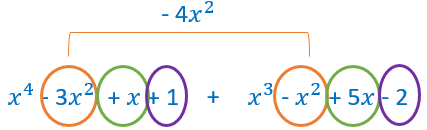 - 4x²
x⁴ - 3x² + x + 1 + x³ - x² + 5x - 2